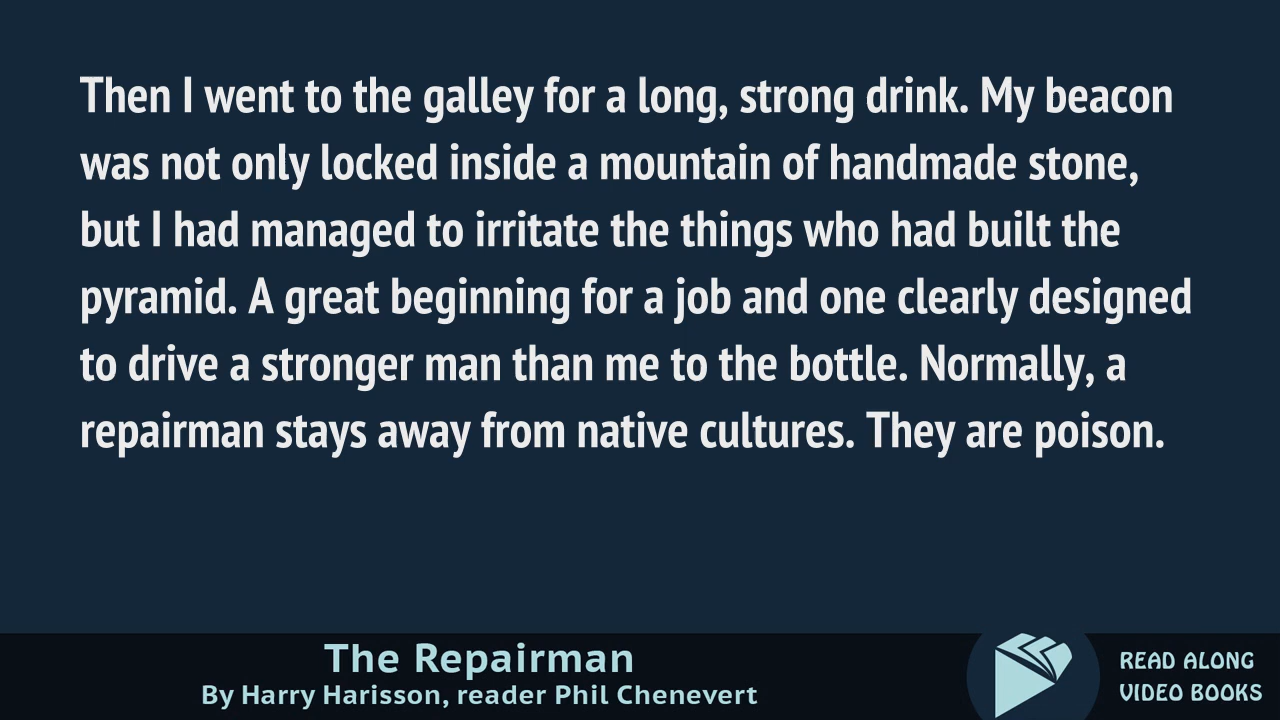 Then I went to the galley for a long, strong drink. My beacon
was not only locked inside a mountain of handmade stone,
but I had managed to irritate the things who had built the
pyramid. A great beginning for a job and one clearly designed
to drive a stronger man than me to the bottle. Normally, a
repairman stays away from native cultures. They are poison.
The Repairman
By Harry Harisson, reader Phil Chenevert
READ ALONG
VIDEO BOOKS